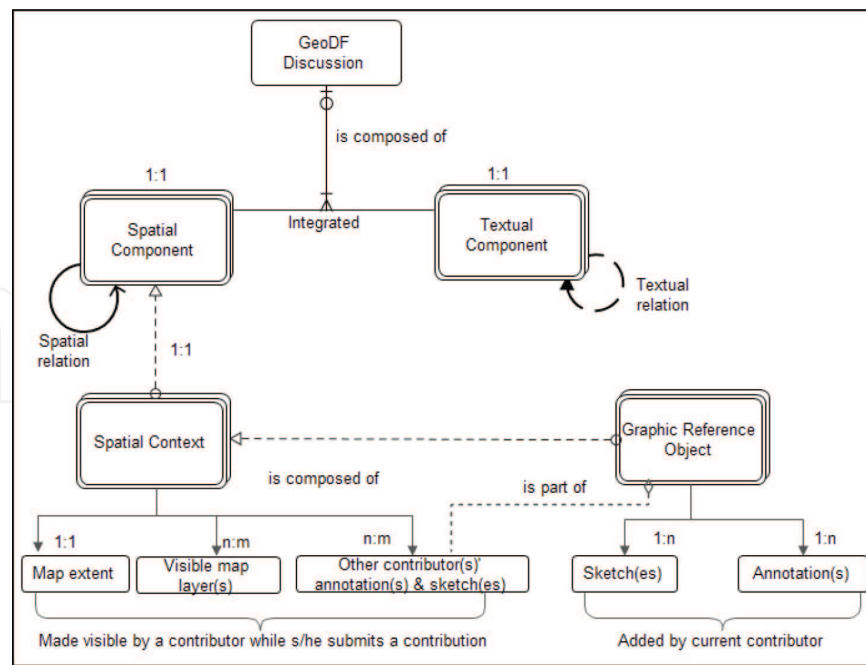 GeoDF
Discussion
is composed of
1:1
1:1
Integrated
Spatial
Component
Textual
Component
Spatial
relation
Textual
relation
1:1
Spatial Context
Graphic Reference
Object
is composed of
is part of
1:1
n:m
n:m
1:n
1:n
Map extent
Visible map
layer(s)
Other contributor(s)'
annotation(s) & sketch(es)
Sketch(es)
Annotation(s)
Made visible by a contributor while s/he submits a contribution
Added by current contributor